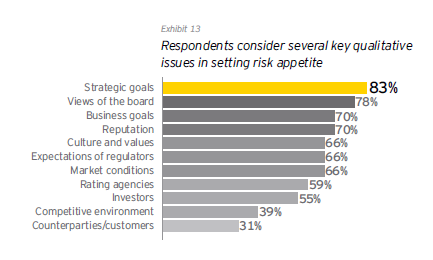 Exhibit 13
Respondents consider several key qualitative
issues in setting risk appetite
Strategic goals 83%
Views of the board 78%
Business goals 70%
Reputation 70%
Culture and values 66%
Expectations of regulators 66%
Market conditions 66%
Rating agencies 59%
Investors 55%
Competitive environment 39%
Counterparties/customers 31%